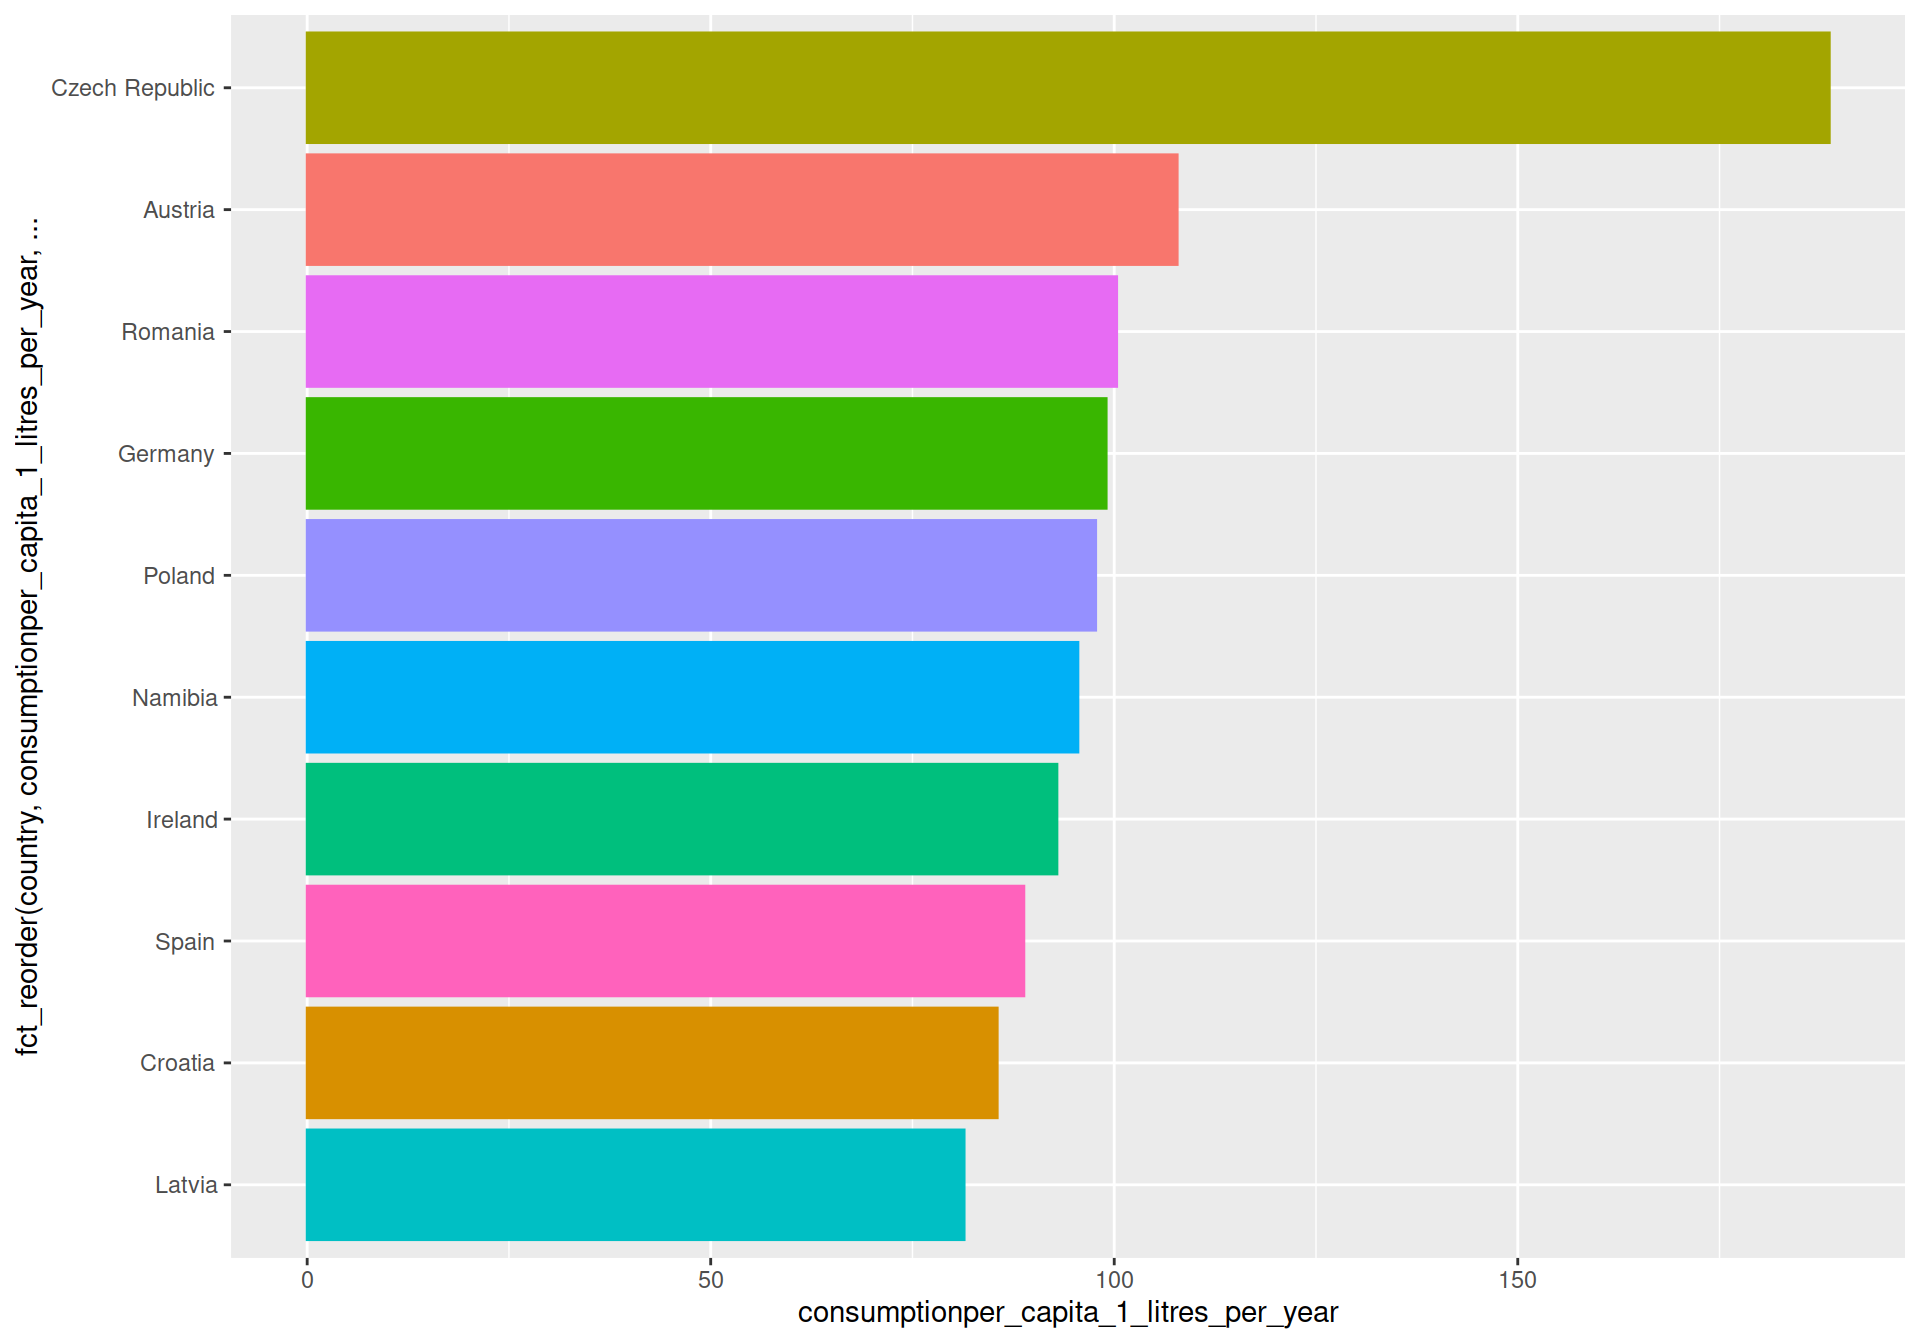 fct_reorder(country, consumptionper_capita_1_litres_per_year, ...
Czech Republic
Austria
Romania
Germany
Poland
Namibia
Ireland
Spain
Croatia
Latvia
0 50 100 150
consumptionper_capita_1_litres_per_year